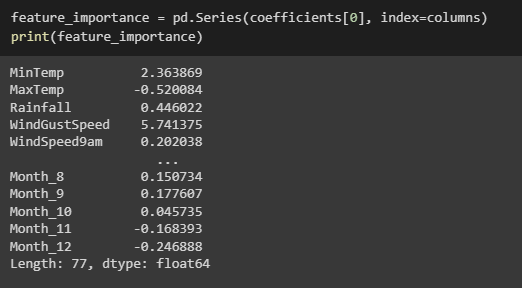 feature_importance = pd.Series(coefficients[0], index=columns)
print(feature_importance)
MinTemp 2.363869
MaxTemp -0.520084
Rainfall 0.446022
WindGustSpeed 5.741375
WindSpeed9am 0.202038
...
Month_8 0.150734
Month_9 0.177607
Month_10 0.045735
Month_11 -0.168393
Month_12 -0.246888
Length: 77, dtype: float64